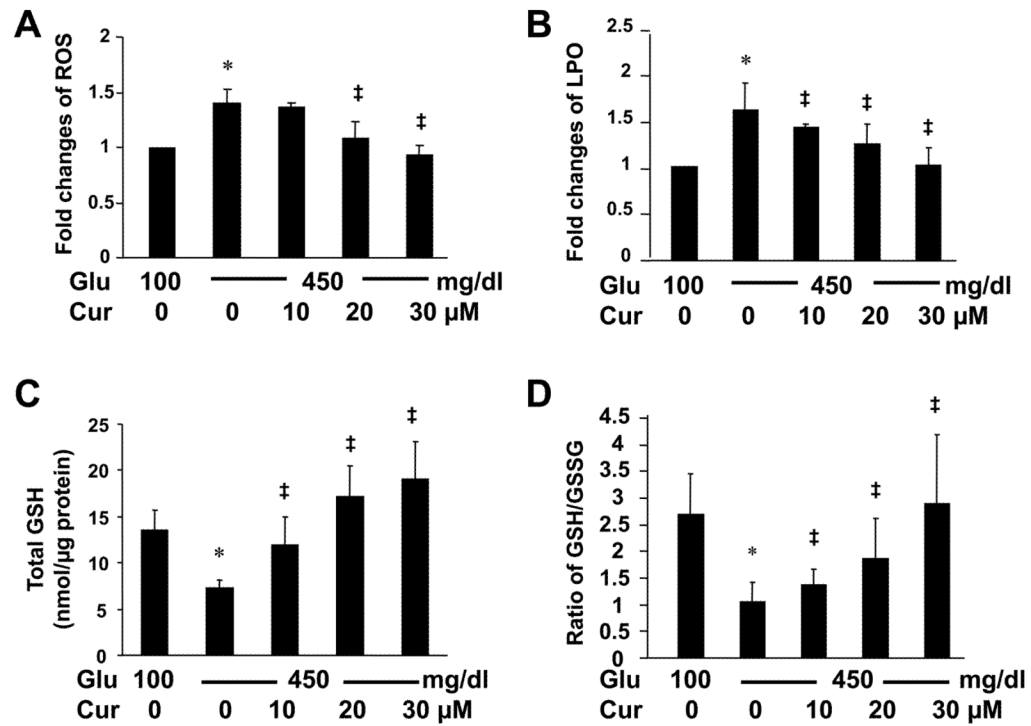 A
Fold changes of ROS
2
1.5
1
0.5
0
*
‡
‡
Glu 100 450 mg/dl
Cur 0 0 10 20 30 µM
B
Fold changes of LPO
2.5
2
1.5
1
0.5
0
*
‡
‡
‡
Glu 100 450 mg/dl
Cur 0 0 10 20 30 µM
C
Total GSH
(nmol/µg protein)
25
20
15
10
5
0
*
‡
‡
‡
Glu 100 450 mg/dl
Cur 0 0 10 20 30 µM
D
Ratio of GSH/GSSG
4.5
4
3.5
3
2.5
2
1.5
1
0.5
0
*
‡
‡
‡
Glu 100 450 mg/dl
Cur 0 0 10 20 30 µM